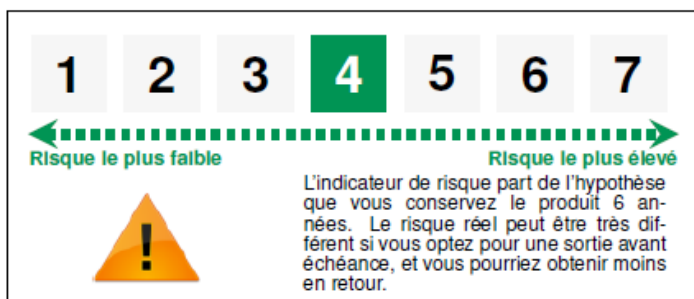 1 2 3 4 5 6 7
Risque le plus faible Risque le plus élevé
L'indicateur de risque part de l'hypothèse
que vous conservez le produit 6 an-
nées. Le risque réel peut être très dif-
férent si vous optez pour une sortie avant
échéance, et vous pourriez obtenir moins
en retour.
!